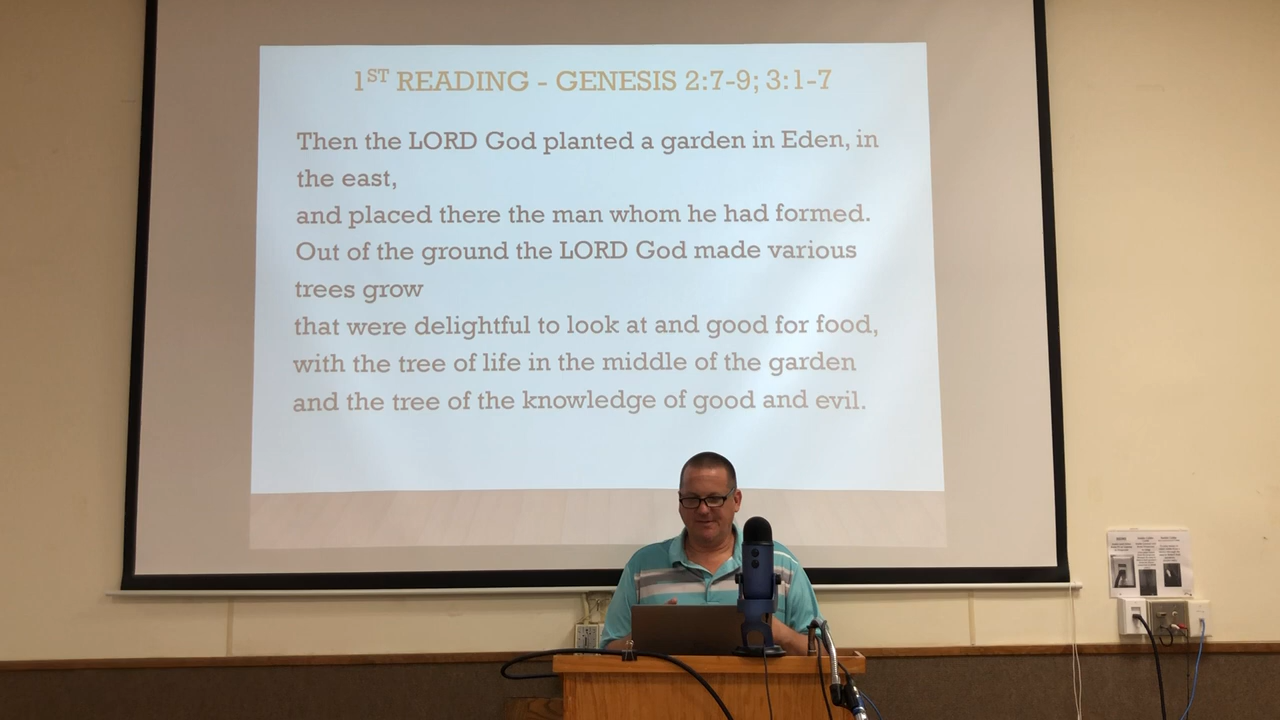 1ST READING - GENESIS 2:7-9; 3:1-7
Then the LORD God planted a garden in Eden, in
the east,
and placed there the man whom he had formed.
Out of the ground the LORD God made various
trees grow
that were delightful to look at and good for food,
with the tree of life in the middle of the garden
and the tree of the knowledge of good and evil.